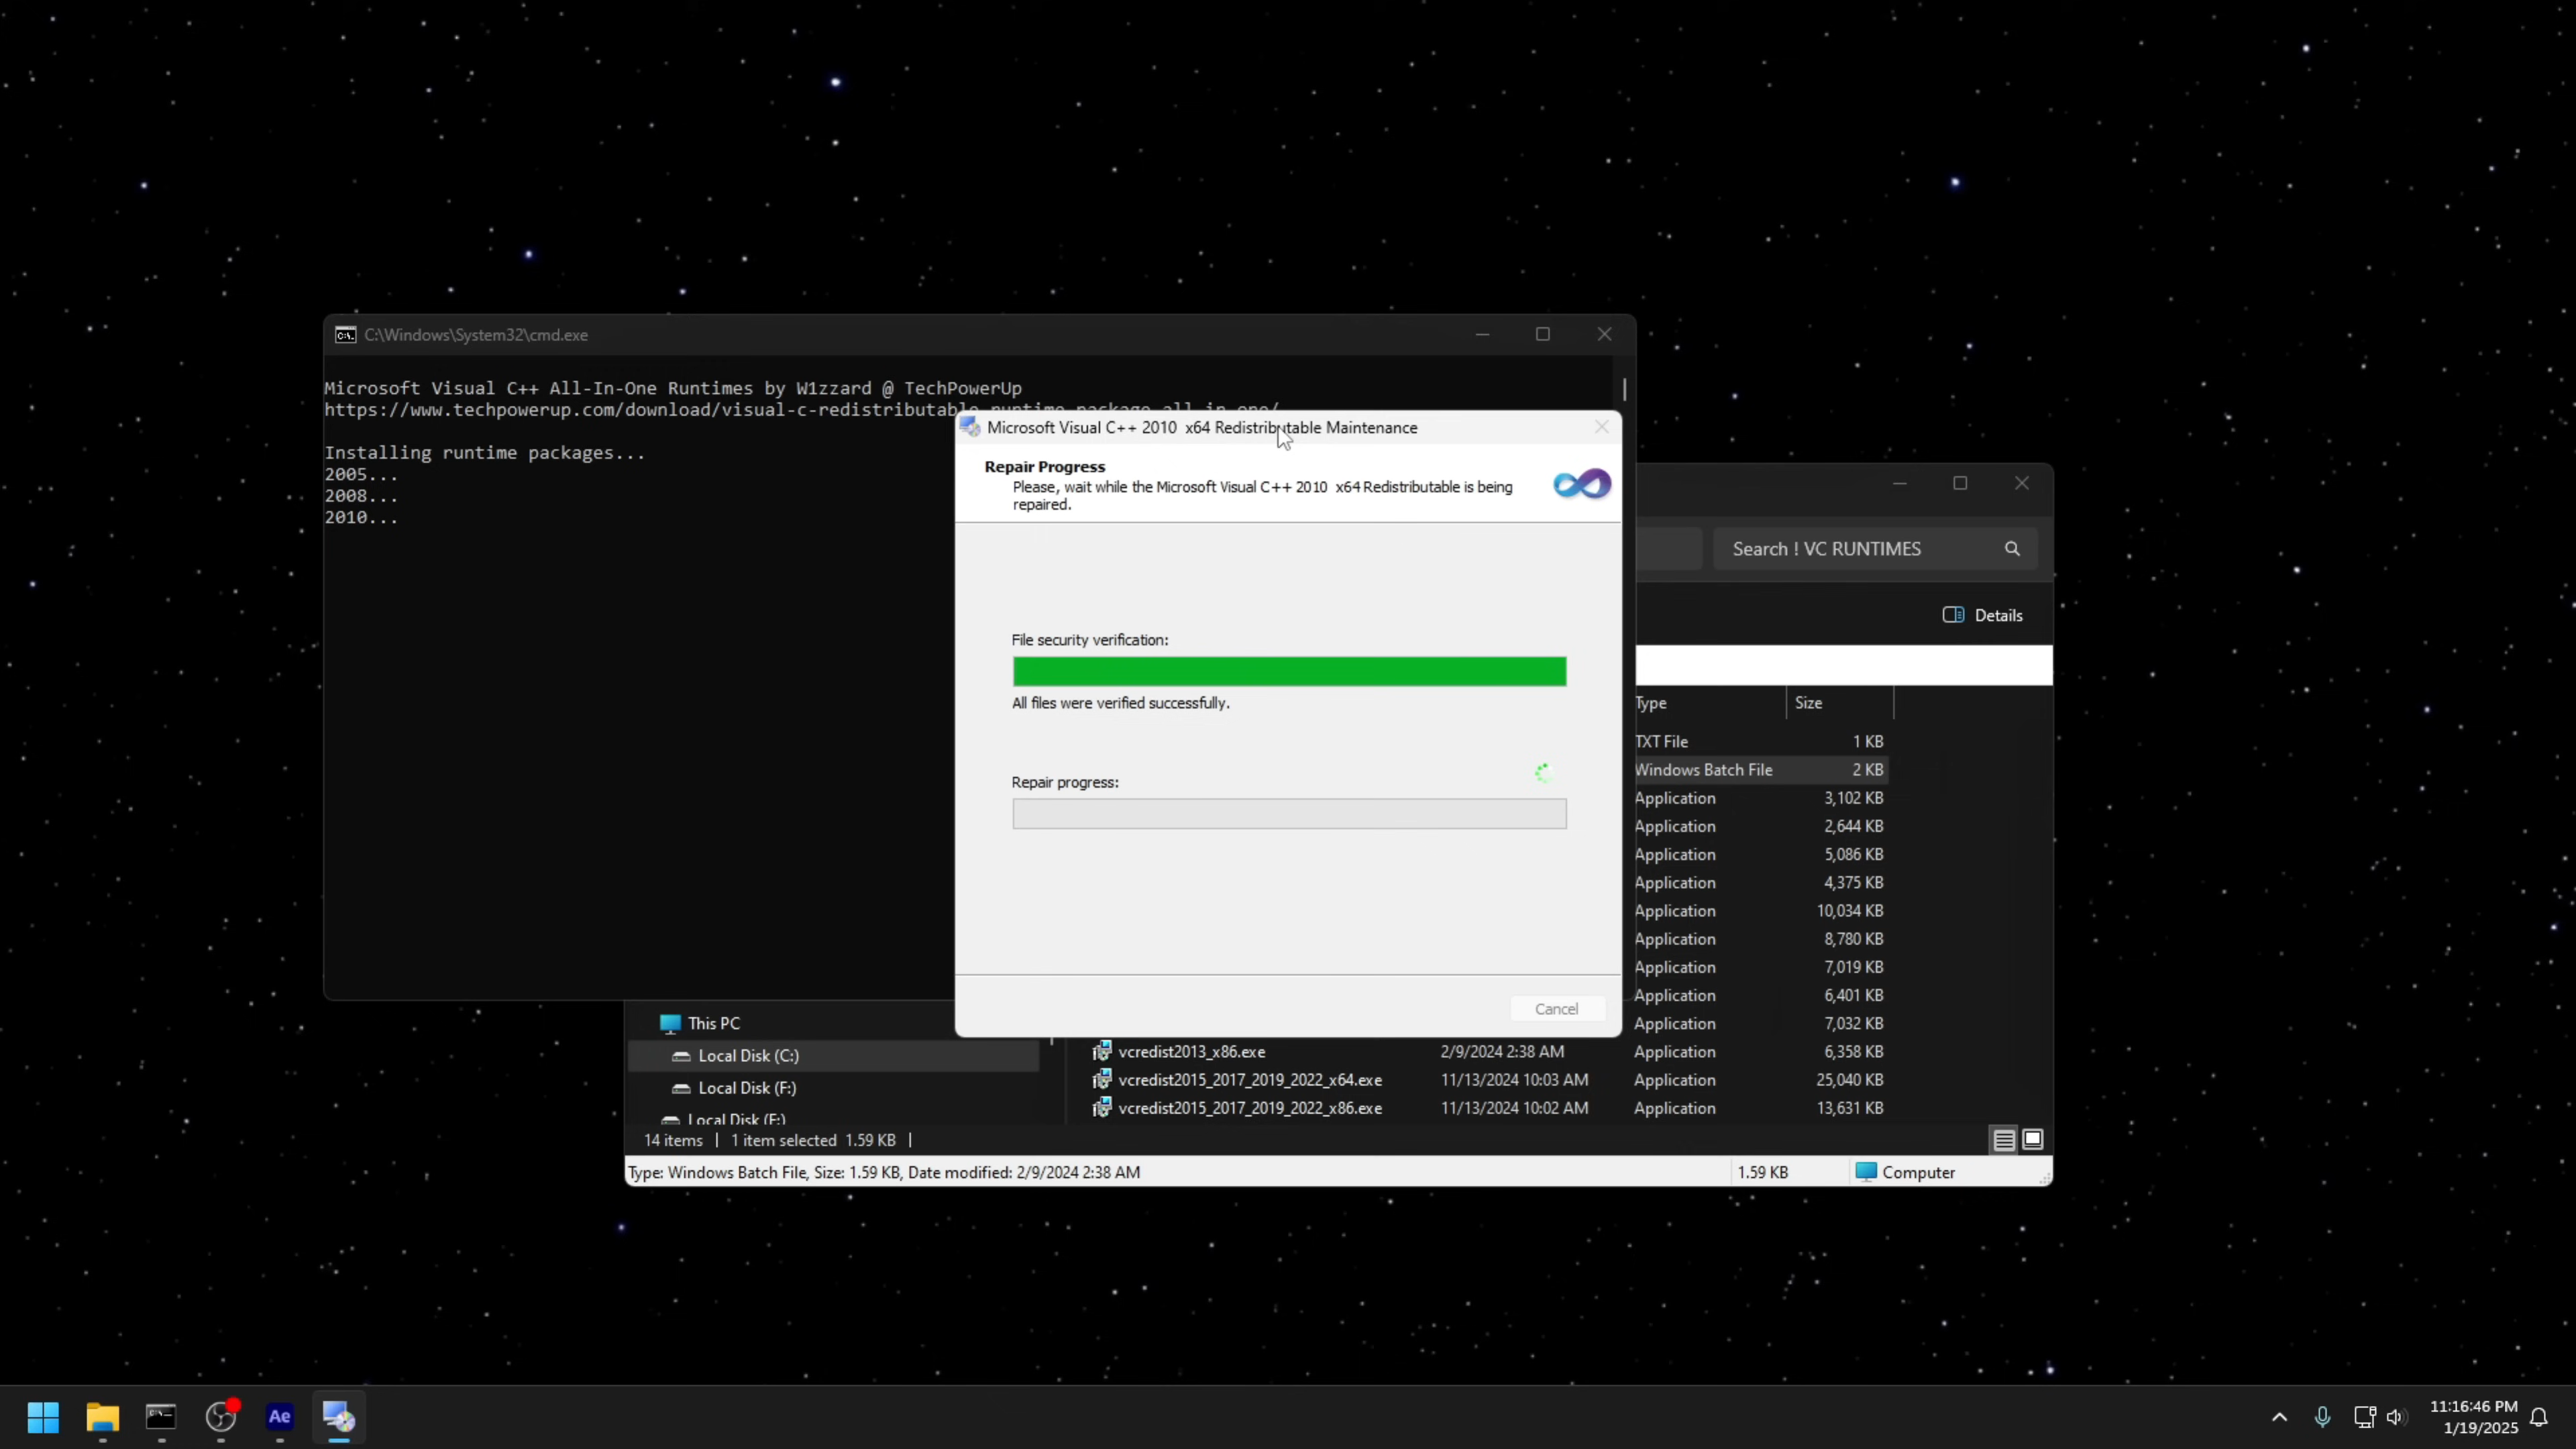 C:\Windows\System32\cmd.exe
Microsoft Visual C++ All-In-One Runtimes by W1zzard @ TechPowerUp
https://www.techpowerup.com/download/visual-c-redistributable-runtime-package-all-in-one/
Installing runtime packages...
2005...
2008...
2010...
Microsoft Visual C++ 2010  x64 Redistributable Maintenance
Repair Progress
Please, wait while the Microsoft Visual C++ 2010  x64 Redistributable is being
repaired.
File security verification:
All files were verified successfully.
Repair progress:
Cancel
Search ! VC RUNTIMES
Details
Type Size
TXT File 1 KB
Windows Batch File 2 KB
Application 3,102 KB
Application 2,644 KB
Application 5,086 KB
Application 4,375 KB
Application 10,034 KB
Application 8,780 KB
Application 7,019 KB
Application 6,401 KB
Application 7,032 KB
This PC
Local Disk (C:)
Local Disk (F:)
Local Disk (E:)
vcredist2013_x86.exe 2/9/2024 2:38 AM Application 6,358 KB
vcredist2015_2017_2019_2022_x64.exe 11/13/2024 10:03 AM Application 25,040 KB
vcredist2015_2017_2019_2022_x86.exe 11/13/2024 10:02 AM Application 13,631 KB
14 items | 1 item selected 1.59 KB |
Type: Windows Batch File, Size: 1.59 KB, Date modified: 2/9/2024 2:38 AM 1.59 KB Computer
Ae
11:16:46 PM
1/19/2025